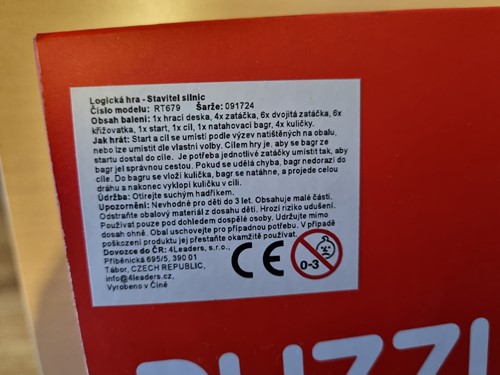 Logická hra - Stavitel silnic
Číslo modelu: RT679 Šarže: 091724
Obsah balení: 1x hrací deska, 4x zatáčka, 6x dvojitá zatáčka, 6x
křižovatka, 1x start, 1x cíl, 1x natahovací bagr, 4x kuličky.
Jak hrát: Start a cíl se umístí podle výzev natištěných na obalu,
nebo lze umístit dle vlastní volby. Cílem hry je, aby se bagr ze
startu dostal do cíle. Je potřeba jednotlivé zatáčky umístit tak, aby
bagr jel správnou cestou. Pokud se udělá chyba, bagr nedorazí do
cíle. Do bagru se vloží kulička, bagr se natáhne, a projede celou
dráhu a nakonec vyklopí kuličku v cíli.
Údržba: Otírejte suchým hadříkem.
Upozornění: Nevhodné pro děti do 3 let. Obsahuje malé části.
Odstraňte obalový materiál z dosahu dětí. Hrozí riziko udušení.
Používat pouze pod dohledem dospělé osoby. Udržujte mimo
dosah ohně. Obal uschovejte pro případnou potřebu. V případě
poškození produktu jej přestaňte okamžitě používat.
Dovozce do ČR: 4Leaders, s.r.o.,
Příběnická 695/5, 390 01
Tábor, CZECH REPUBLIC,
info@4leaders.cz,
Vyrobeno v Číně
CE
0-3
PUZZL